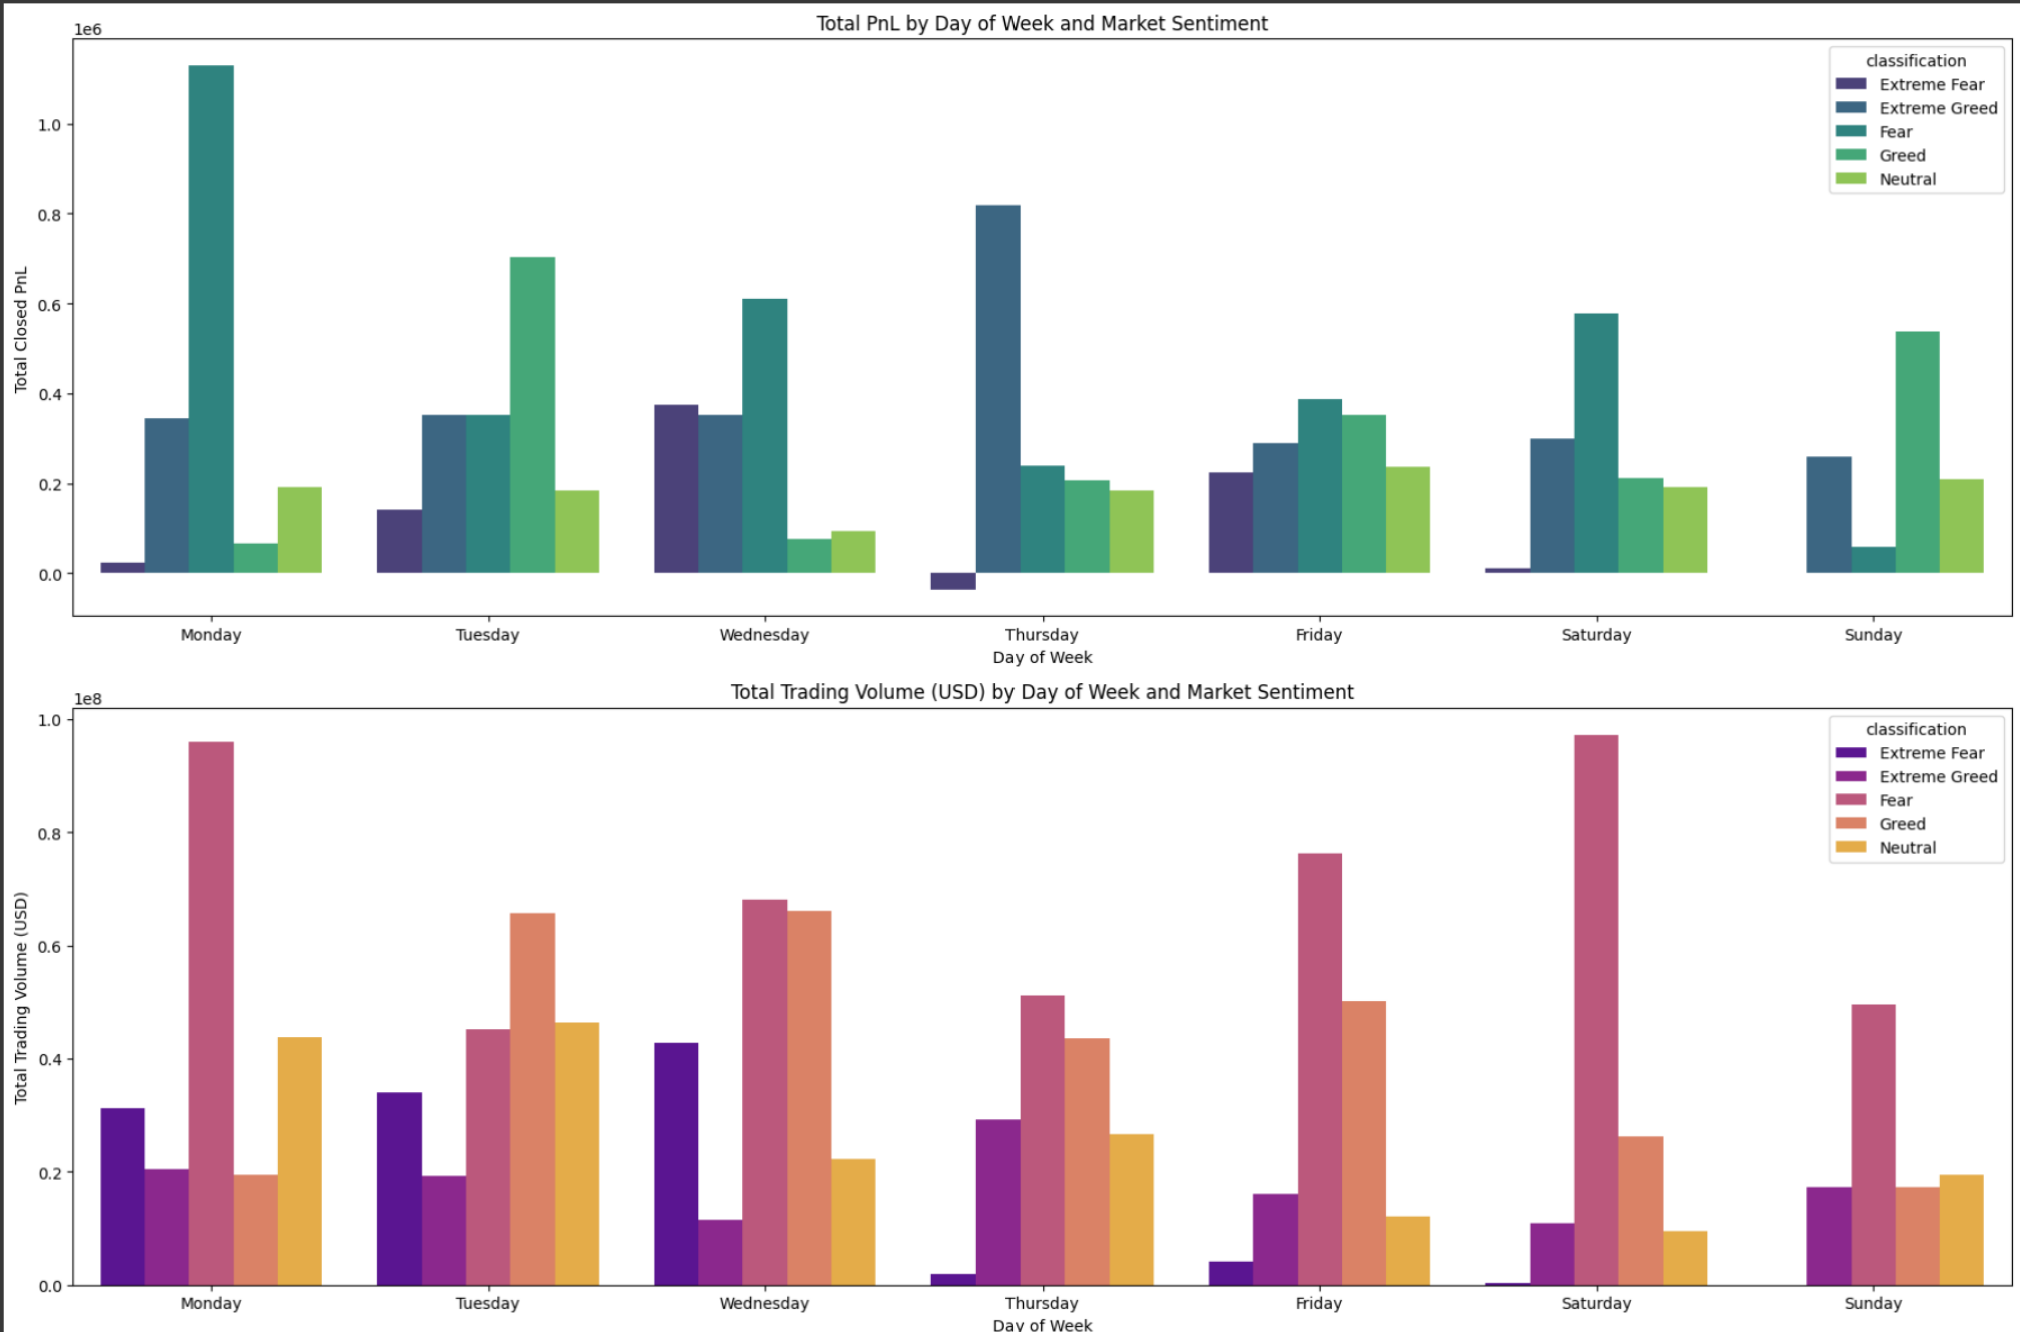 Total PnL by Day of Week and Market Sentiment
1e6
classification
Extreme Fear
Extreme Greed
Fear
Greed
Neutral
1.0
0.8
0.6
0.4
0.2
0.0
Total Closed PnL
Monday Tuesday Wednesday Thursday Friday Saturday Sunday
Day of Week
Total Trading Volume (USD) by Day of Week and Market Sentiment
1e8
classification
Extreme Fear
Extreme Greed
Fear
Greed
Neutral
1.0
0.8
0.6
0.4
0.2
0.0
Total Trading Volume (USD)
Monday Tuesday Wednesday Thursday Friday Saturday Sunday
Day of Week